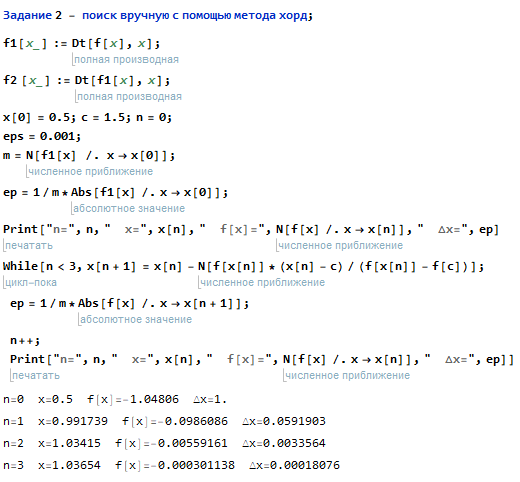 Задание 2 – поиск вручную с помощью метода хорд;
f1[x_] := Dt[f[x], x];
полная производная
f2 [x_] := Dt[f1[x], x];
полная производная
x[0] = 0.5; c = 1.5; n = 0;
eps = 0.001;
m = N[f1[x] /. x → x[0]];
численное приближение
ep = 1 / m * Abs[f1[x] /. x → x[0]];
абсолютное значение
Print["n=", n, "  x=", x[n], "  f[x]=", N[f[x] /. x → x[n]], "  Δx=", ep]
печатать численное приближение
While[n < 3, x[n + 1] = x[n] - N[f[x[n]] * (x[n] - c) / (f[x[n]] - f[c])];
цикл-пока численное приближение
ep = 1 / m * Abs[f[x] /. x → x[n + 1]];
абсолютное значение
n++;
Print["n=", n, "  x=", x[n], "  f[x]=", N[f[x] /. x → x[n]], "  Δx=", ep]]
печатать численное приближение
n=0  x=0.5  f[x]=-1.04806  Δx=1.
n=1  x=0.991739  f[x]=-0.0986086  Δx=0.0591903
n=2  x=1.03415  f[x]=-0.00559161  Δx=0.0033564
n=3  x=1.03654  f[x]=-0.000301138  Δx=0.00018076